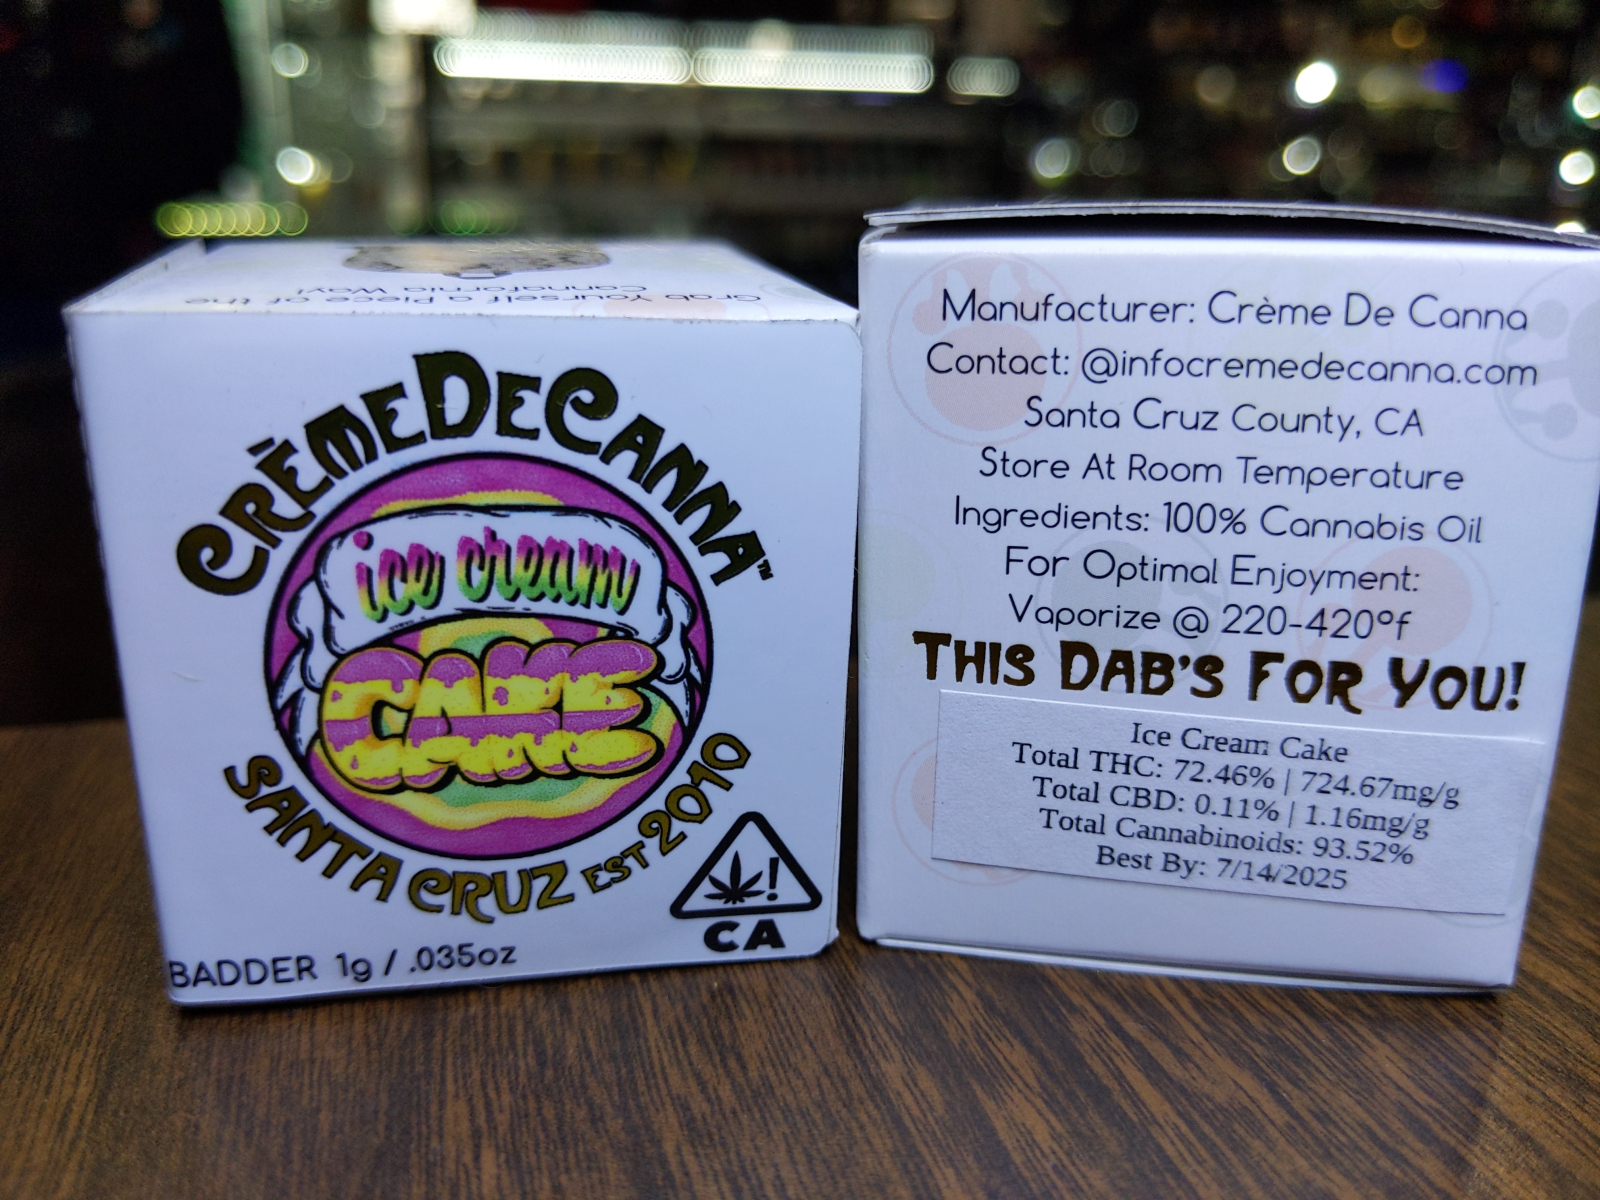 Grab Yourself a Piece of the
Cannafornia Way!
CRÈMEDECANNA™
ice cream
CAKE
SANTA CRUZ EST 2010
CA
BADDER 1g / .035oz
Manufacturer: Crème De Canna
Contact: @infocremedecanna.com
Santa Cruz County, CA
Store At Room Temperature
Ingredients: 100% Cannabis Oil
For Optimal Enjoyment:
Vaporize @ 220-420°f
THIS DAB'S FOR YOU!
Ice Cream Cake
Total THC: 72.46% | 724.67mg/g
Total CBD: 0.11% | 1.16mg/g
Total Cannabinoids: 93.52%
Best By: 7/14/2025